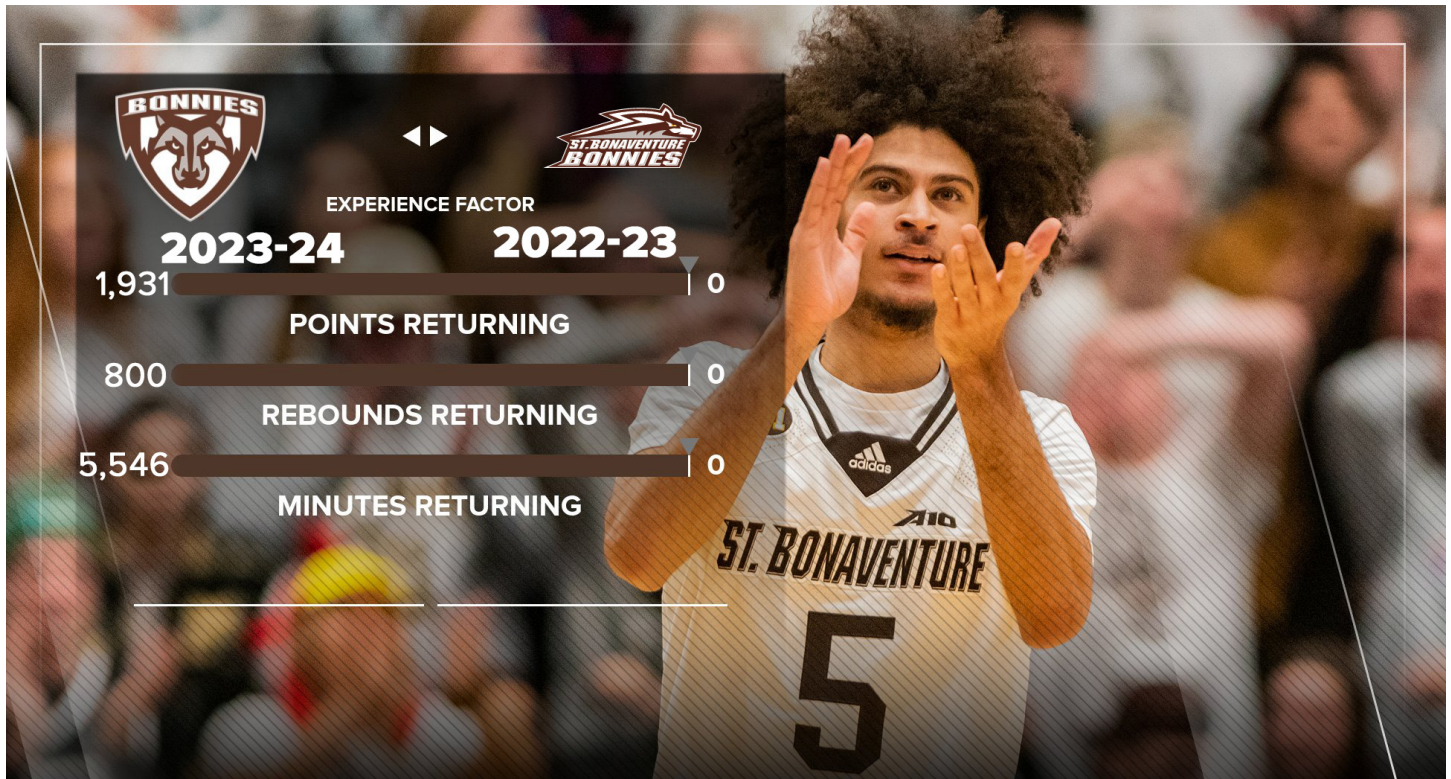 BONNIES
ST.BONAVENTURE
BONNIES
EXPERIENCE FACTOR
2023-24
2022-23
1,931
0
POINTS RETURNING
800
0
REBOUNDS RETURNING
5,546
0
MINUTES RETURNING
adidas
A10
ST. BONAVENTURE
5